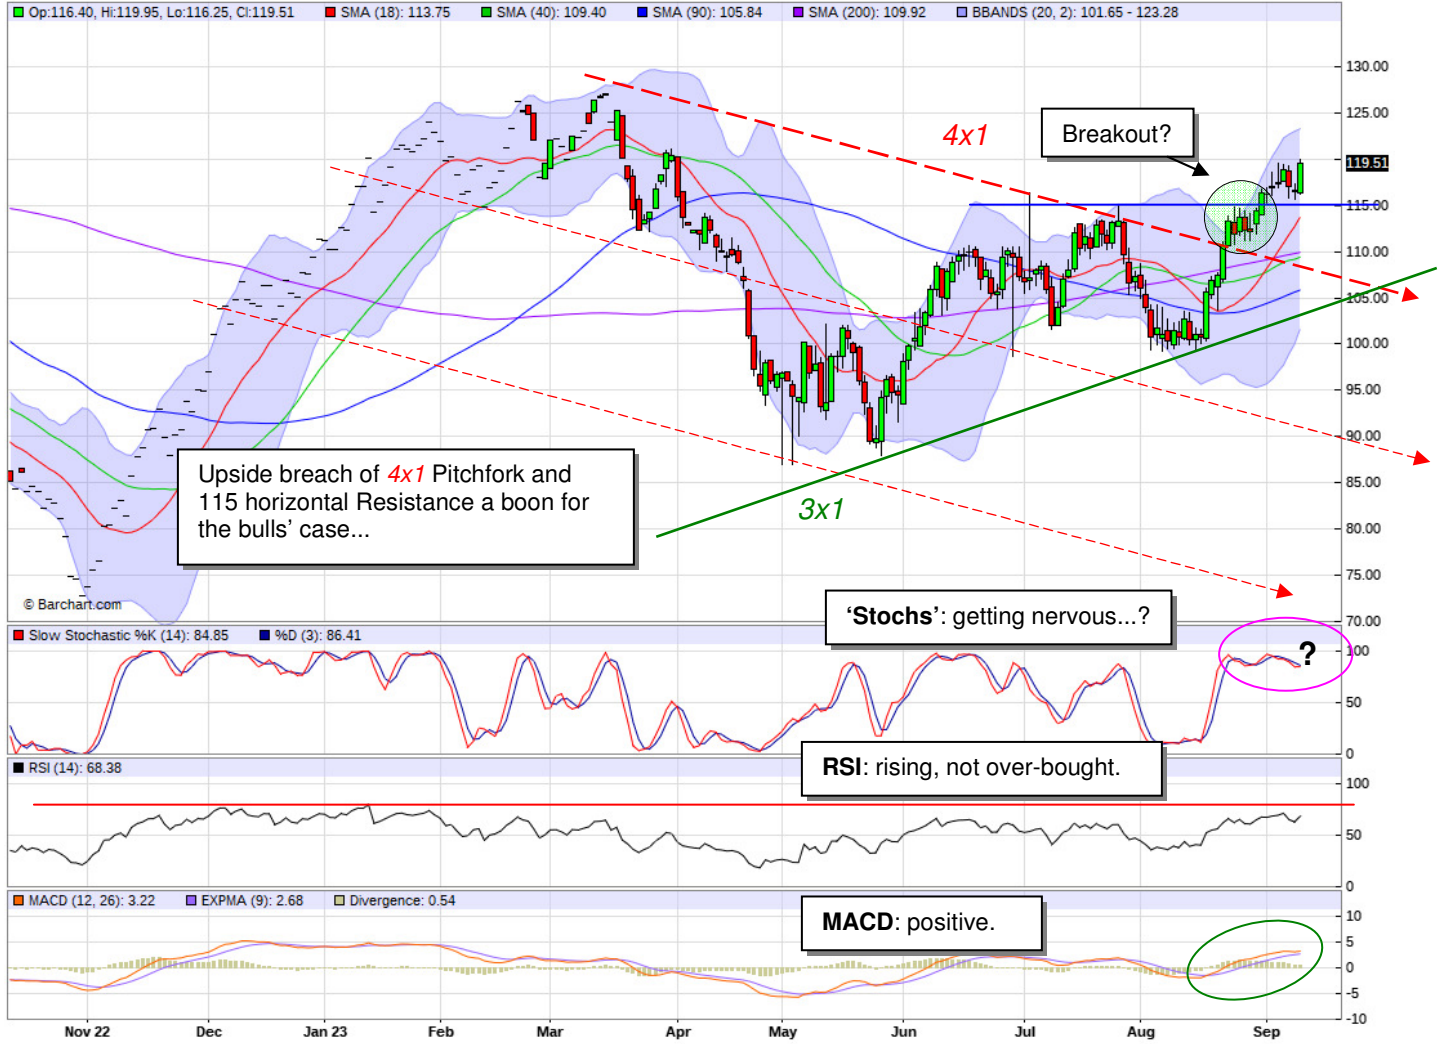 Op:116.40, Hi:119.95, Lo:116.25, Cl:119.51 SMA (18): 113.75 SMA (40): 109.40 SMA (90): 105.84 SMA (200): 109.92 BBANDS (20, 2): 101.65 - 123.28
130.00
125.00
4x1
Breakout?
119.51
115.00
110.00
105.00
100.00
95.00
90.00
Upside breach of 4x1 Pitchfork and
115 horizontal Resistance a boon for
the bulls' case...
85.00
3x1
80.00
75.00
© Barchart.com
70.00
'Stochs': getting nervous...?
Slow Stochastic %K (14): 84.85 %D (3): 86.41
?
100
50
0
RSI (14): 68.38
RSI: rising, not over-bought.
100
50
0
MACD (12, 26): 3.22 EXPMA (9): 2.68 Divergence: 0.54
MACD: positive.
10
5
0
-5
-10
Nov 22 Dec Jan 23 Feb Mar Apr May Jun Jul Aug Sep